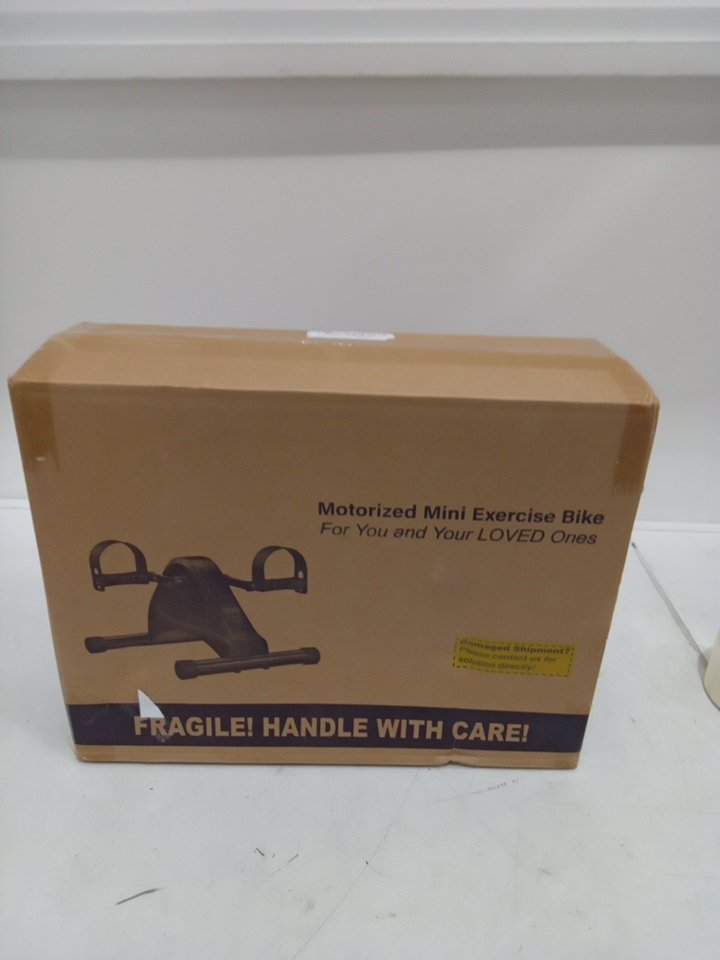 Motorized Mini Exercise Bike
For You and Your LOVED Ones
Damaged Shipment?
Please contact us for
solution directly!
FRAGILE! HANDLE WITH CARE!